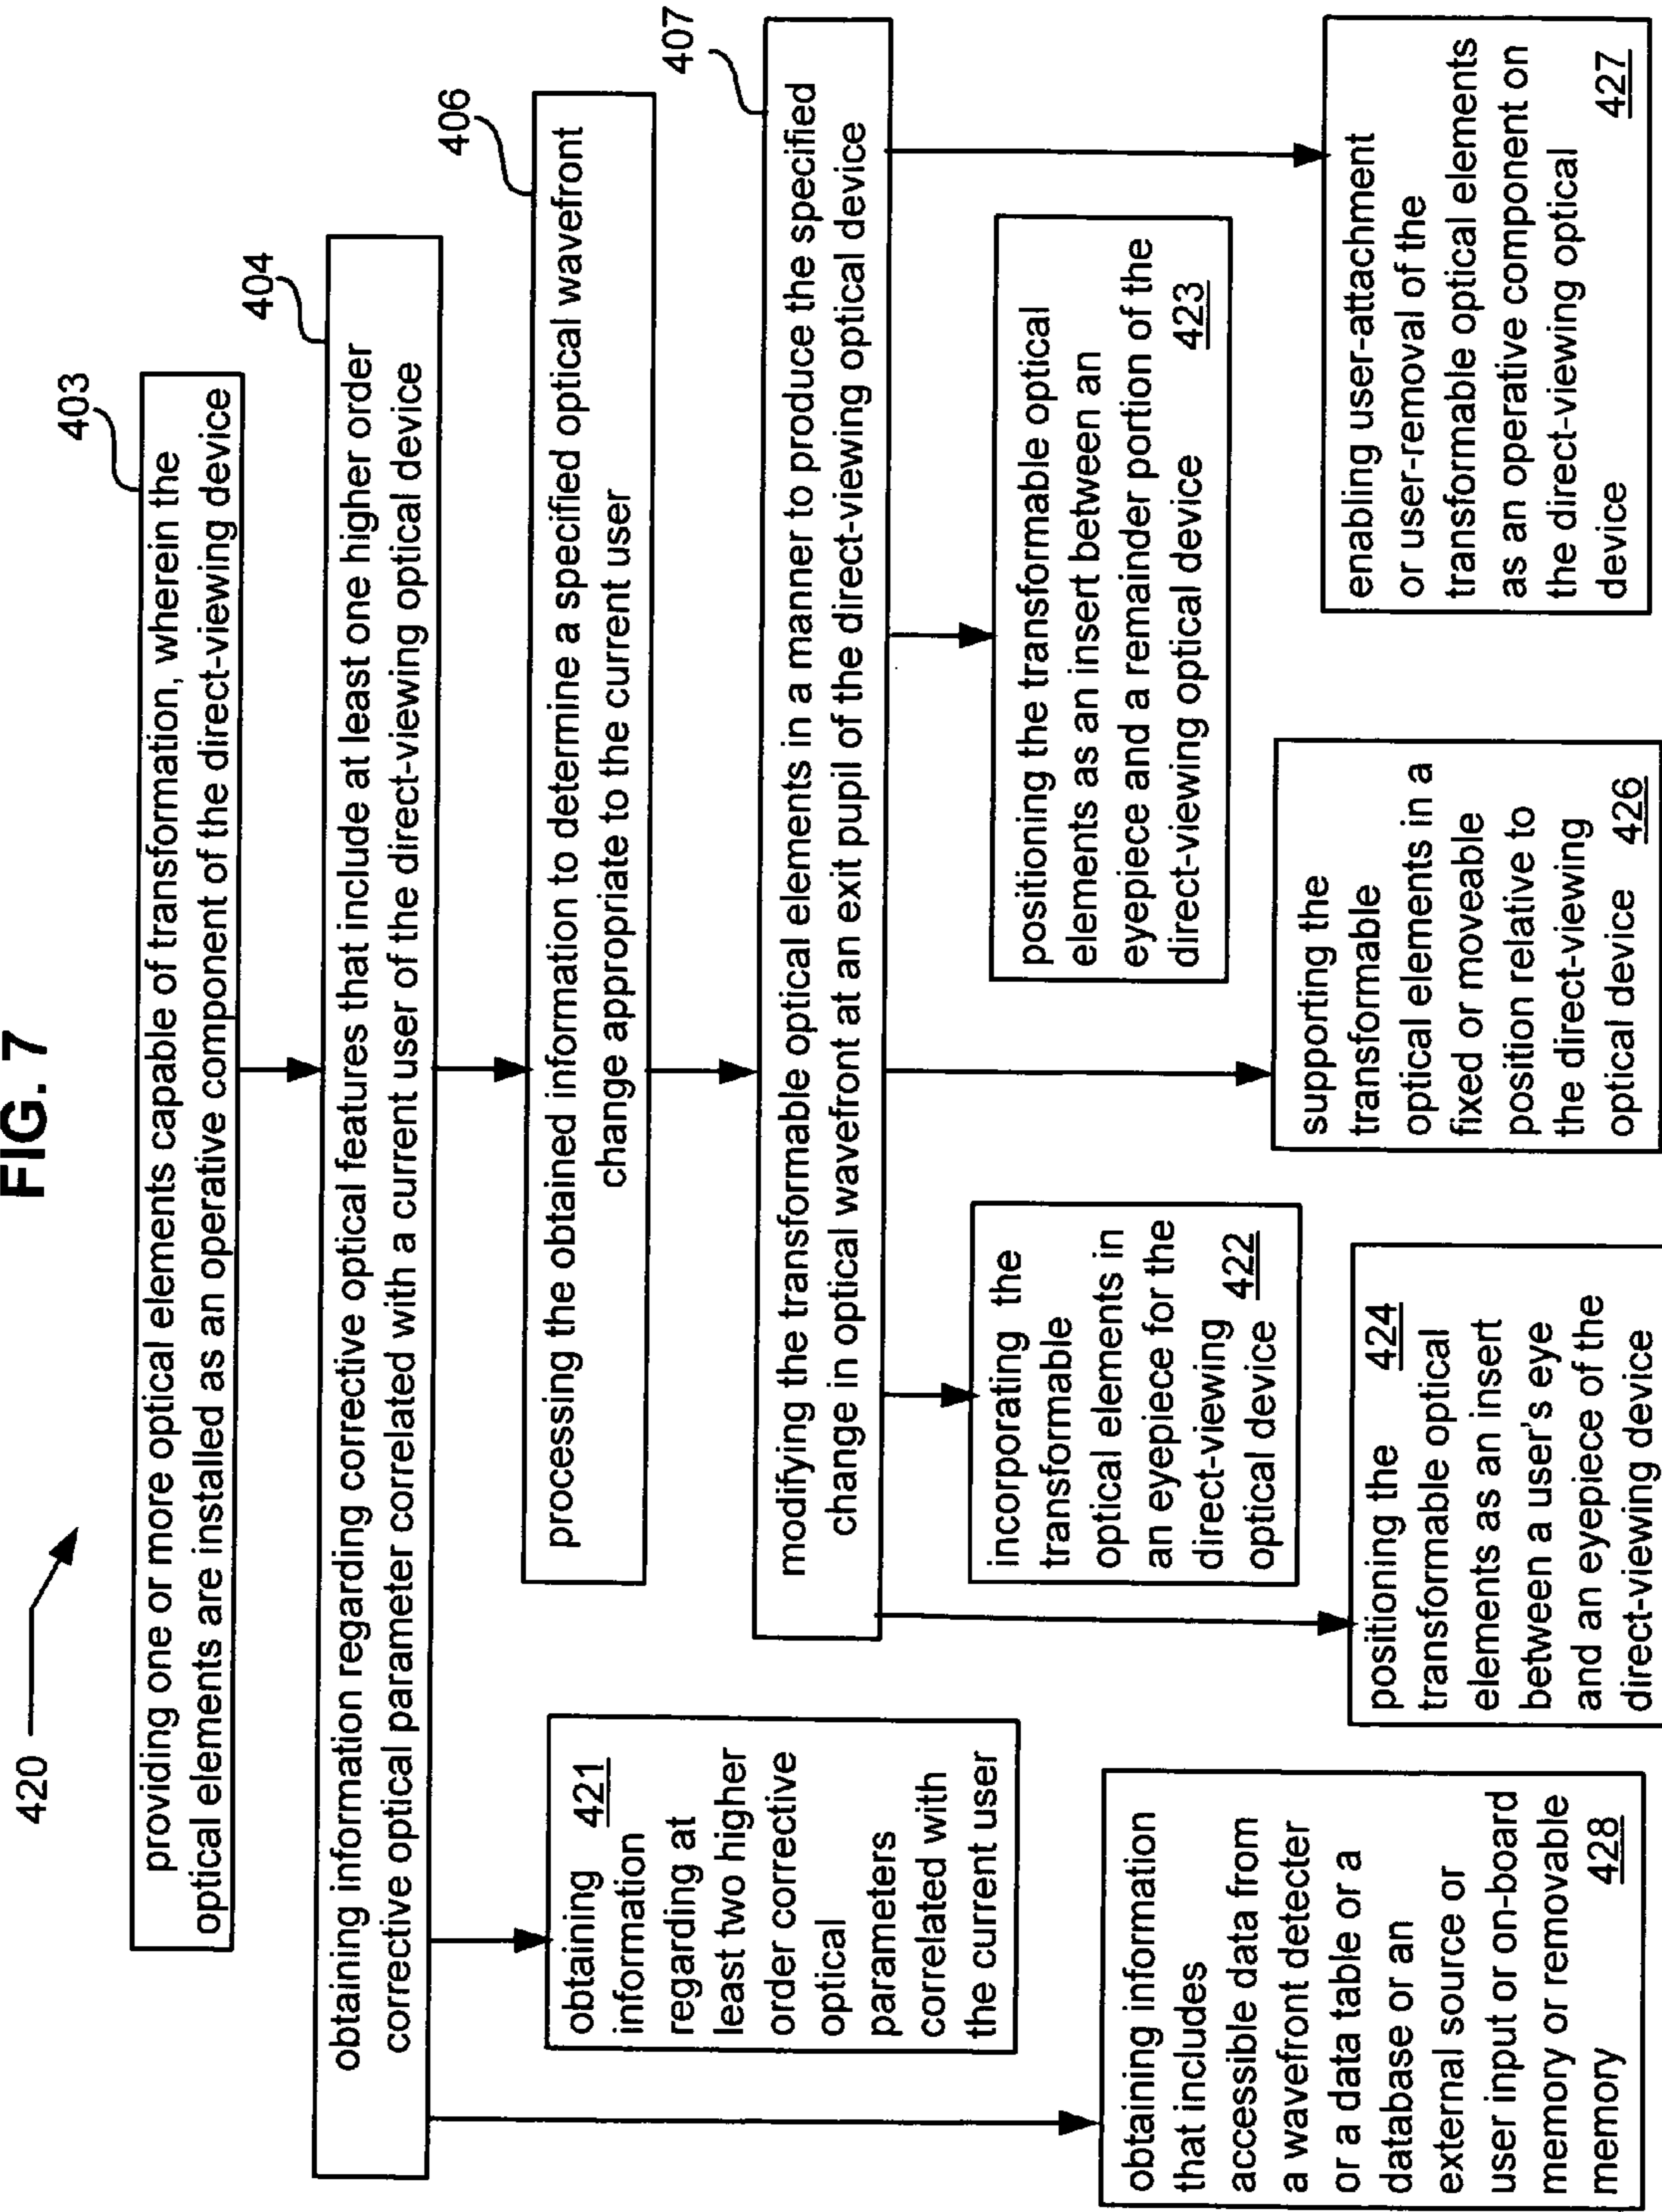 FIG. 7
420
403
providing one or more optical elements capable of transformation, wherein the
optical elements are installed as an operative component of the direct-viewing device
404
obtaining information regarding corrective optical features that include at least one higher order
corrective optical parameter correlated with a current user of the direct-viewing optical device
406
processing the obtained information to determine a specified optical wavefront
change appropriate to the current user
407
modifying the transformable optical elements in a manner to produce the specified
change in optical wavefront at an exit pupil of the direct-viewing optical device
obtaining 421
information
regarding at
least two higher
order corrective
optical
parameters
correlated with
the current user
incorporating the
transformable
optical elements in
an eyepiece for the
direct-viewing 422
optical device
positioning the transformable optical
elements as an insert between an
eyepiece and a remainder portion of the
direct-viewing optical device 423
obtaining information
that includes
accessible data from
a wavefront detecter
or a data table or a
database or an
external source or
user input or on-board
memory or removable
memory 428
positioning the 424
transformable optical
elements as an insert
between a user's eye
and an eyepiece of the
direct-viewing device
supporting the
transformable
optical elements in a
fixed or moveable
position relative to
the direct-viewing
optical device 426
enabling user-attachment
or user-removal of the
transformable optical elements
as an operative component on
the direct-viewing optical
device 427